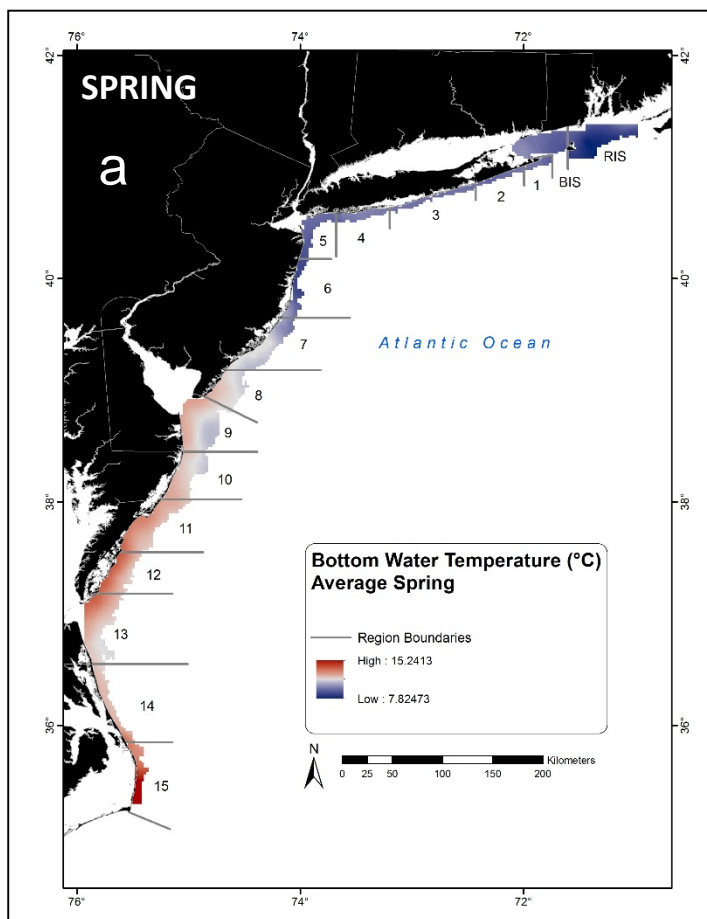 76° 74° 72°
42° 42°
SPRING
a
RIS
BIS
1
2
3
4
5
40° 40°
6
7
Atlantic Ocean
8
9
10
38° 38°
11
12
13
14
15
36° 36°
Bottom Water Temperature (°C)
Average Spring
Region Boundaries
High : 15.2413
Low : 7.82473
N
Kilometers
0 25 50 100 150 200
76° 74° 72°